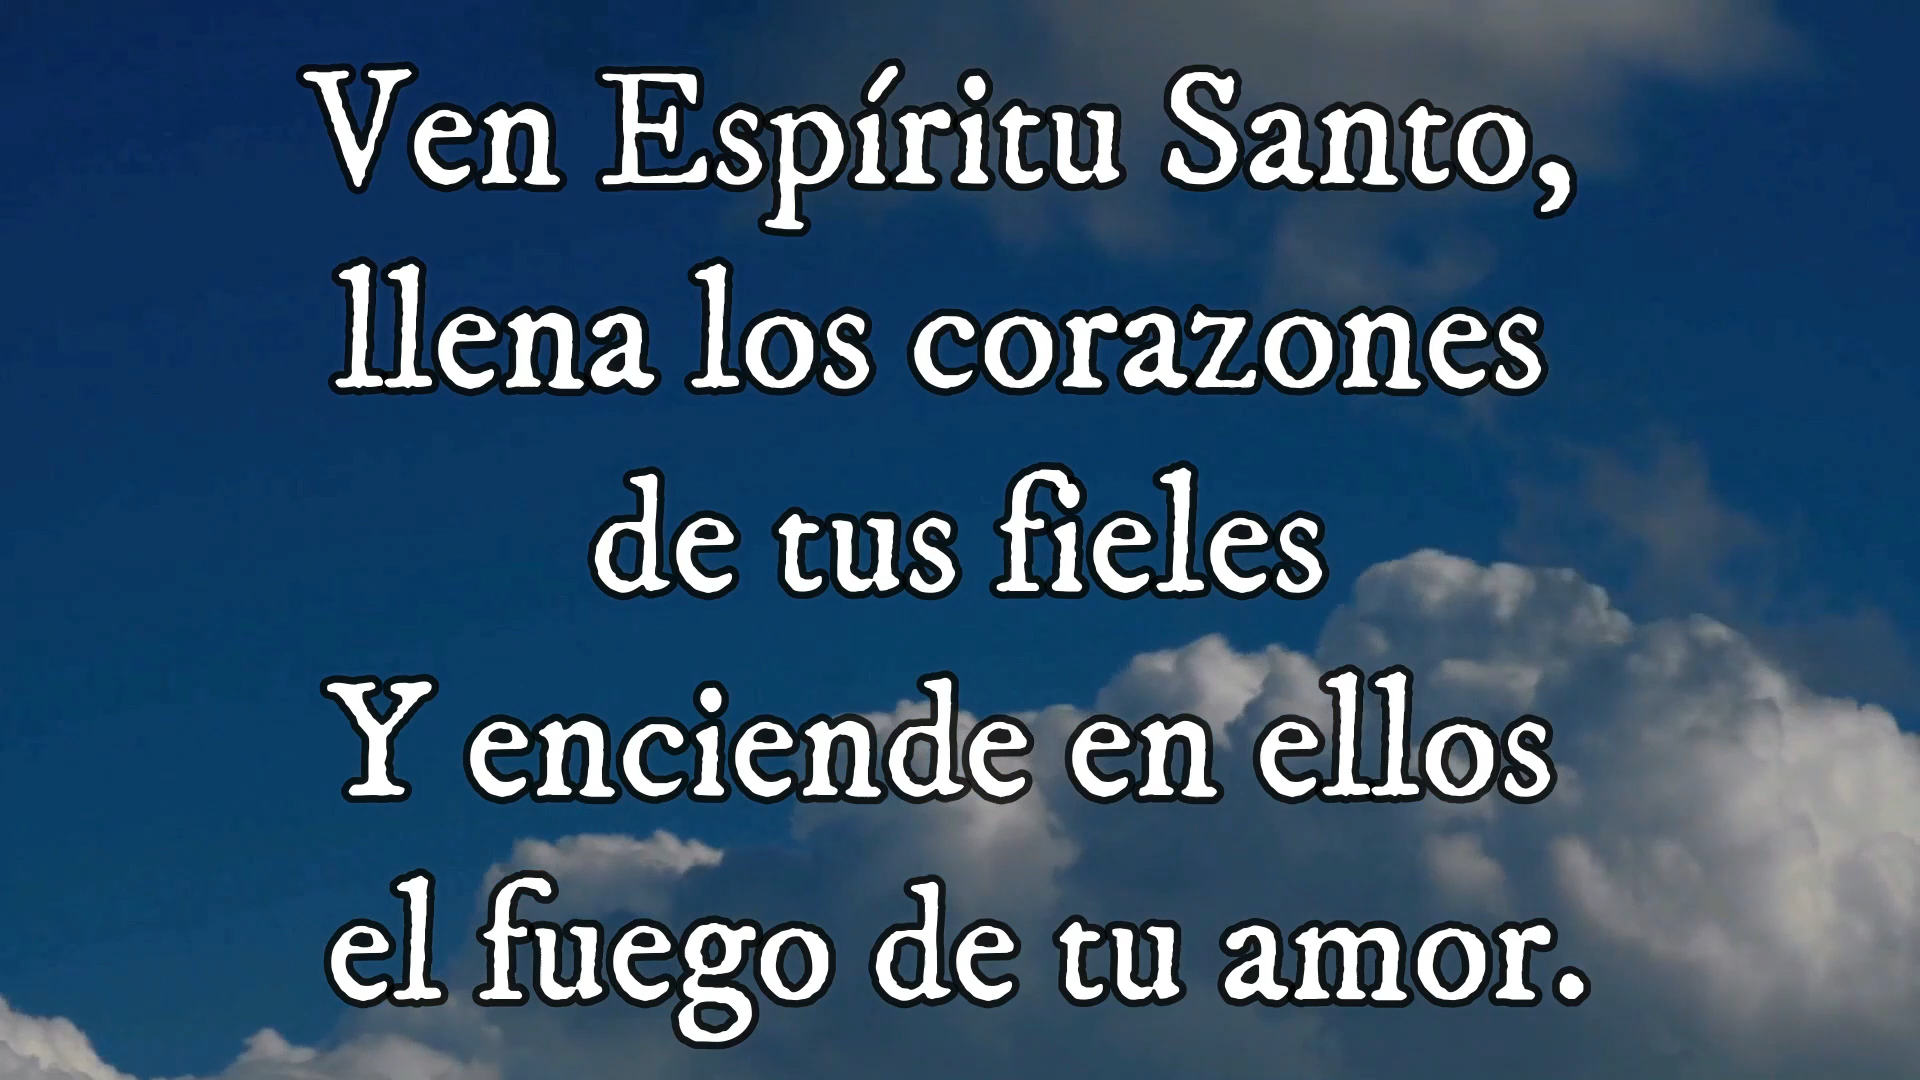 Ven Espíritu Santo,
llena los corazones
de tus fieles
Y enciende en ellos
el fuego de tu amor.